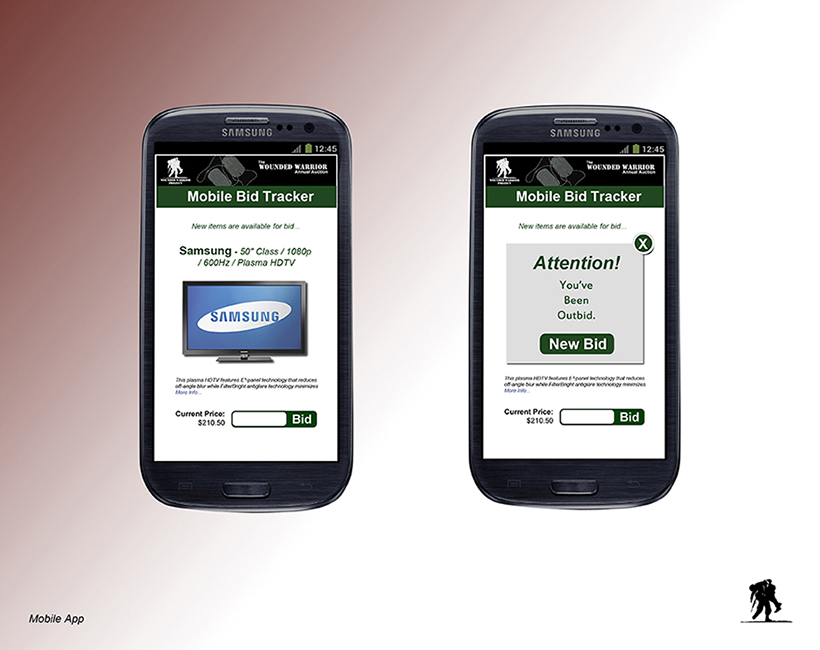 SAMSUNG
12:45
WOUNDED WARRIOR
PROJECT
The
WOUNDED WARRIOR
Annual Auction
Mobile Bid Tracker
New items are available for bid...
Samsung - 50" Class / 1080p
/ 600Hz / Plasma HDTV
SAMSUNG
This plasma HDTV features E*panel technology that reduces
off-angle blur while FilterBright antiglare technology minimizes
More Info...
Current Price:
$210.50
Bid
SAMSUNG
12:45
WOUNDED WARRIOR
PROJECT
The
WOUNDED WARRIOR
Annual Auction
Mobile Bid Tracker
New items are available for bid...
X
Attention!
You've
Been
Outbid.
New Bid
This plasma HDTV features E*panel technology that reduces
off-angle blur while FilterBright antiglare technology minimizes
More Info...
Current Price:
$210.50
Bid
Mobile App